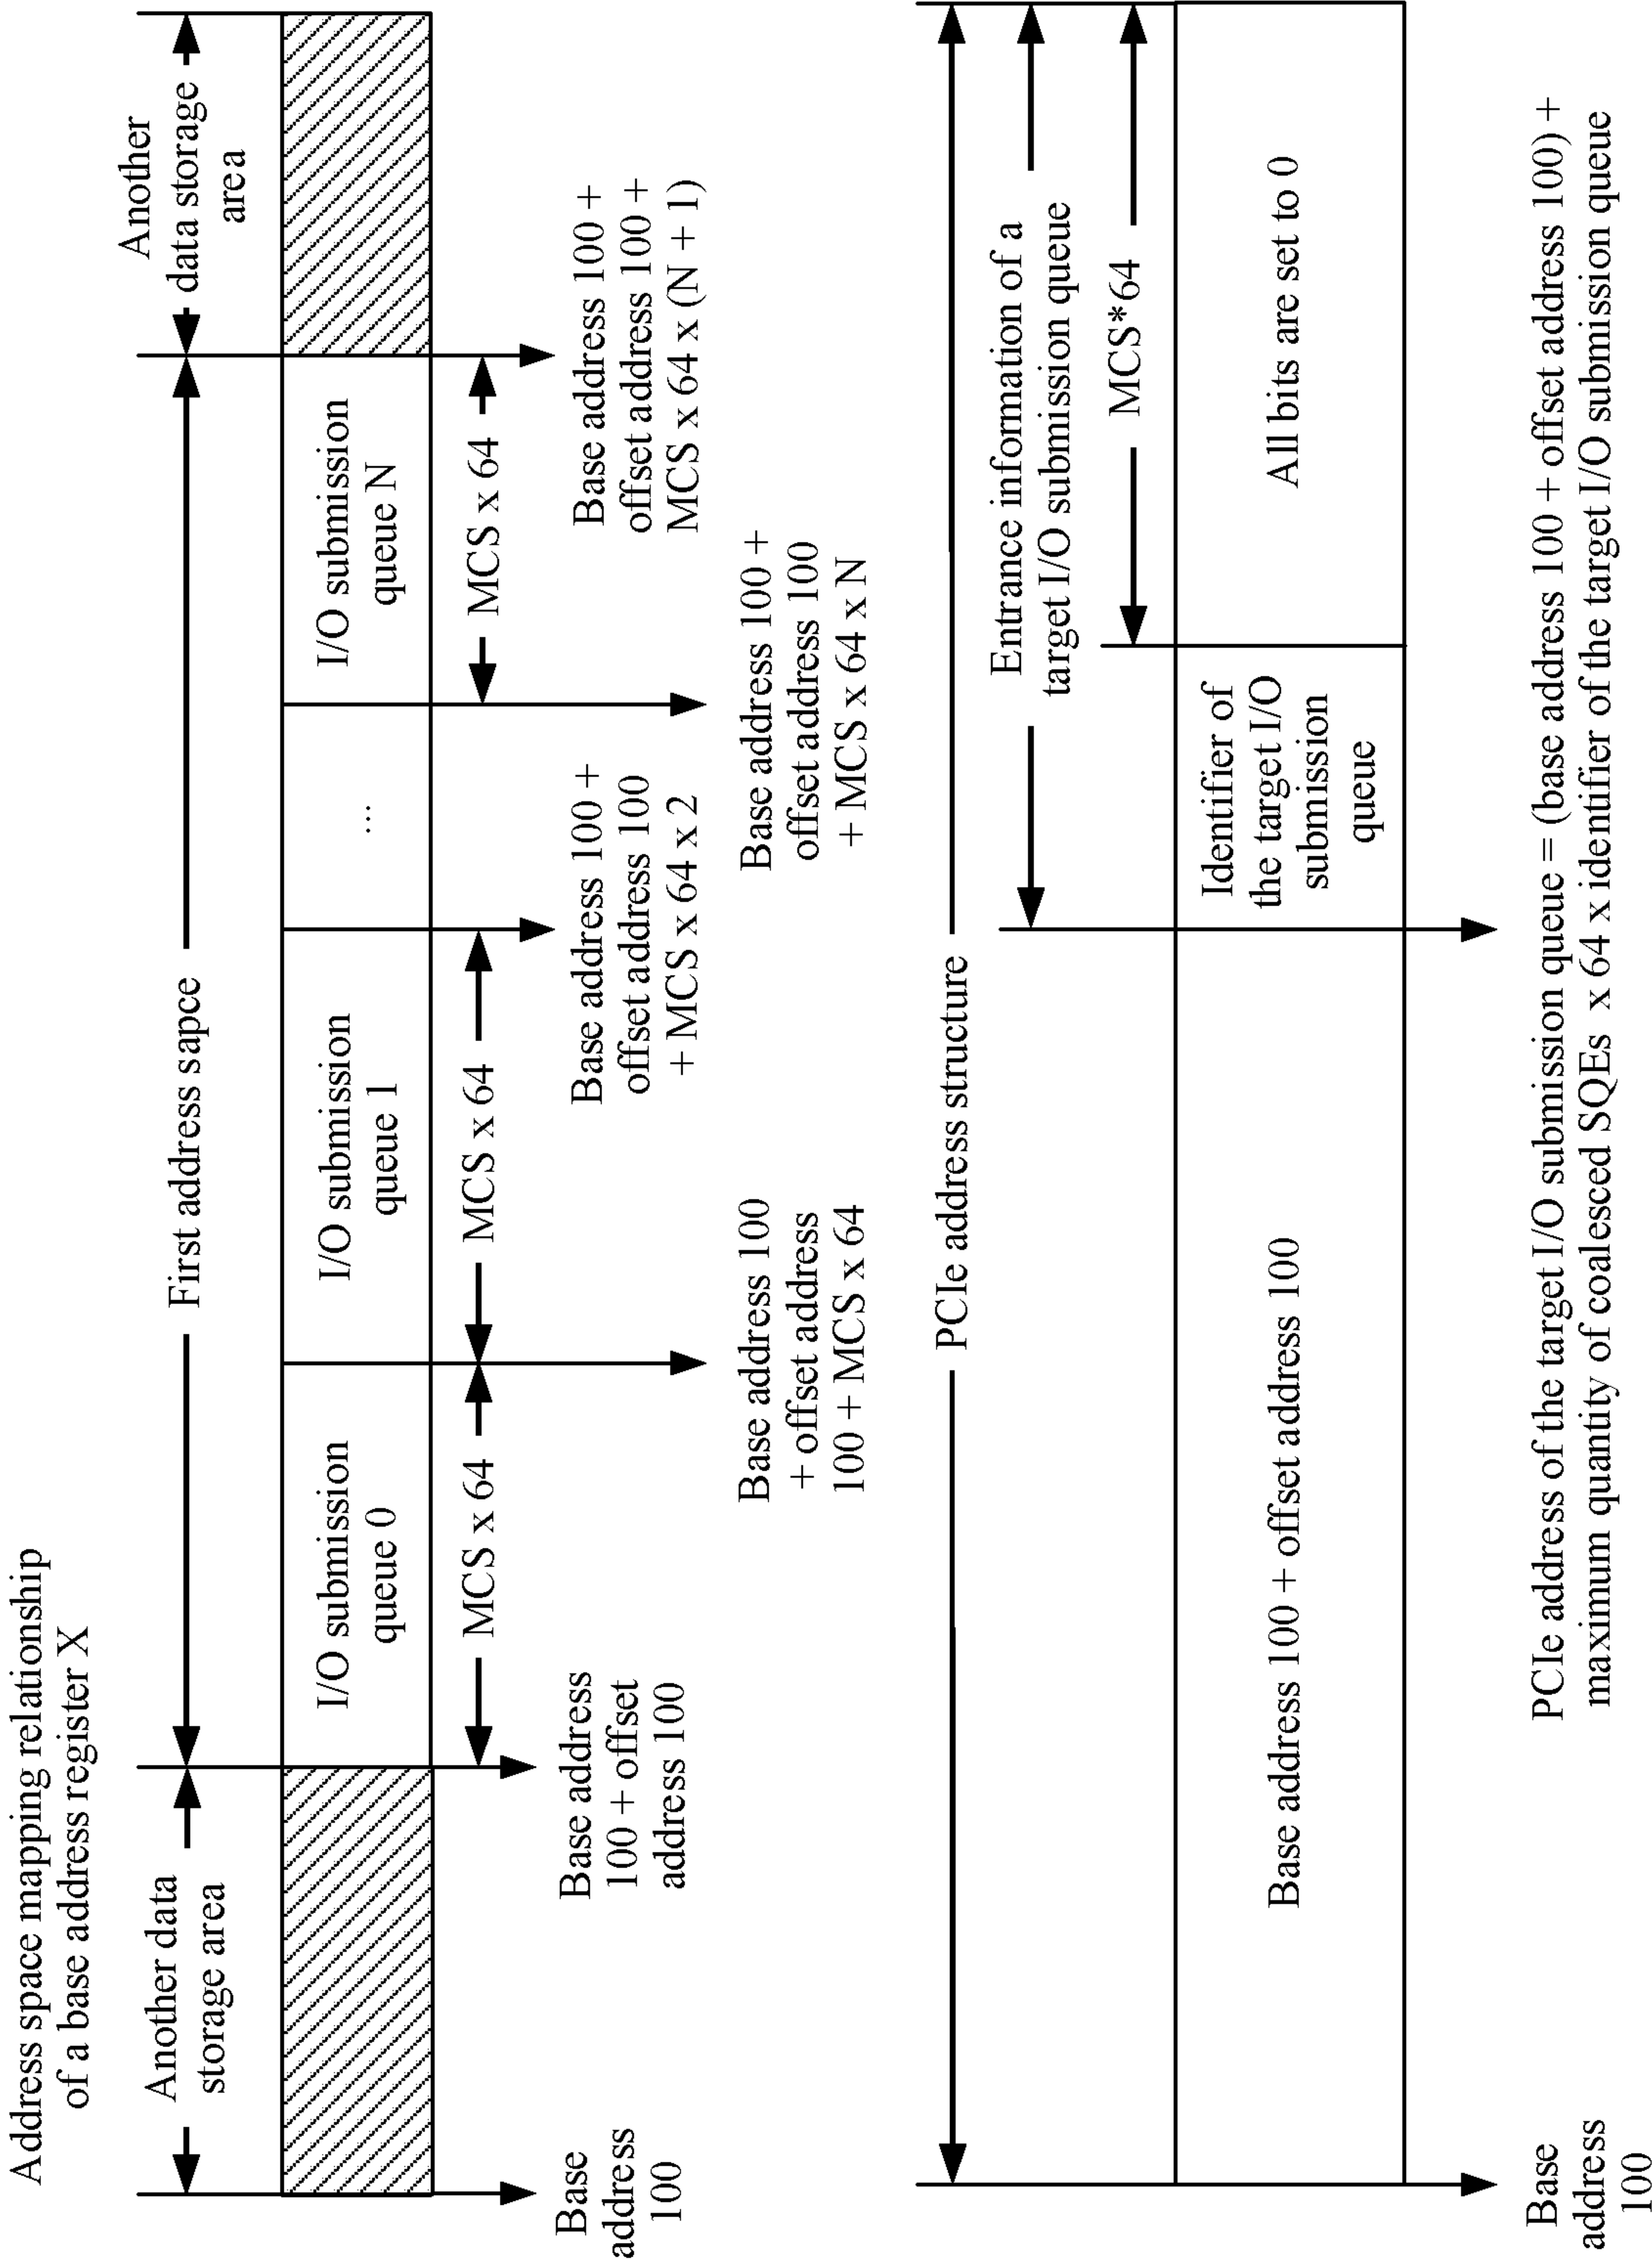 Address space mapping relationship
of a base address register X
Another data
storage area
First address sapce
Another
data storage
area
I/O submission
queue 0
I/O submission
queue 1
...
I/O submission
queue N
MCS x 64
MCS x 64
MCS x 64
Base
address
100
Base address
100 + offset
address 100
Base address 100
+ offset address
100 + MCS x 64
Base address 100 +
offset address 100
+ MCS x 64 x 2
Base address 100 +
offset address 100
+ MCS x 64 x N
Base address 100 +
offset address 100 +
MCS x 64 x (N + 1)
PCIe address structure
Entrance information of a
target I/O submission queue
MCS*64
Base address 100 + offset address 100
Identifier of
the target I/O
submission
queue
All bits are set to 0
Base
address
100
PCIe address of the target I/O submission queue = (base address 100 + offset address 100) +
maximum quantity of coalesced SQEs x 64 x identifier of the target I/O submission queue